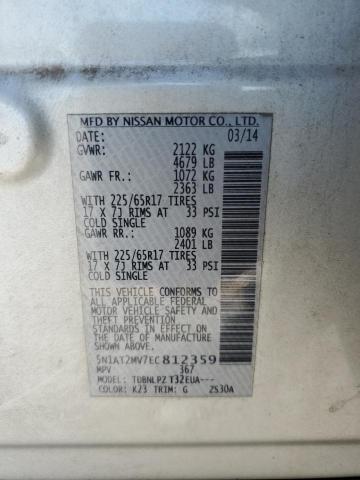 MFD BY NISSAN MOTOR CO., LTD.
DATE: 03/14
GVWR: 2122 KG
4679 LB
GAWR FR: 1072 KG
2363 LB
WITH 225/65R17 TIRES
17 X 7J RIMS AT 33 PSI
COLD SINGLE
GAWR RR: 1089 KG
2401 LB
WITH 225/65R17 TIRES
17 X 7J RIMS AT 33 PSI
COLD SINGLE
THIS VEHICLE CONFORMS TO ALL
APPLICABLE U.S. FEDERAL
MOTOR VEHICLE SAFETY
STANDARDS IN EFFECT ON THE
DATE OF MANUFACTURE
SHOWN ABOVE.
5N1AT2MV7EC812359
MPV 367
MODEL: TDBNLPZ T32EUA---
COLOR: K23 TRIM: G 2S30A